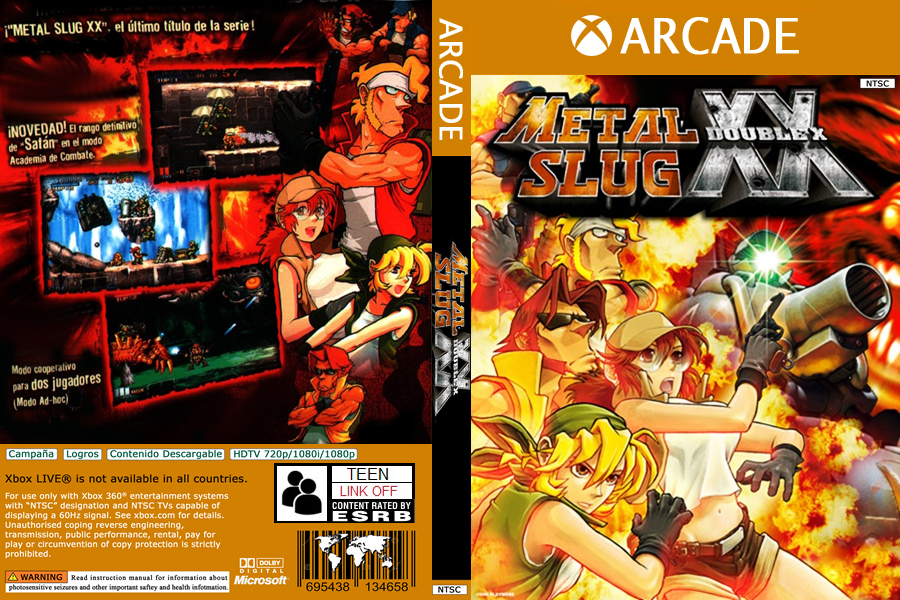 ¡"METAL SLUG XX", el último título de la serie!
¡NOVEDAD! El rango definitivo
de "Satán" en el modo
Academia de Combate.
Modo cooperativo
para dos jugadores
(Modo Ad-hoc)
Campaña Logros Contenido Descargable HDTV 720p/1080i/1080p
Xbox LIVE® is not available in all countries.
For use only with Xbox 360® entertainment systems
with "NTSC" designation and NTSC TVs capable of
displaying a 60Hz signal. See xbox.com for details.
Unauthorised coping reverse engineering,
transmission, public performance, rental, pay for
play or circumvention of copy protection is strictly
prohibited.
WARNING Read instruction manual for information about
photosensitive seizures and other important saftey and health infotmation.
TEEN
LINK OFF
CONTENT RATED BY
ESRB
DOLBY
DIGITAL
Microsoft®
695438 134658
ARCADE
METAL
SLUG
XX
DOUBLE X
NTSC
ARCADE
NTSC
METAL
SLUG
XX
DOUBLE X